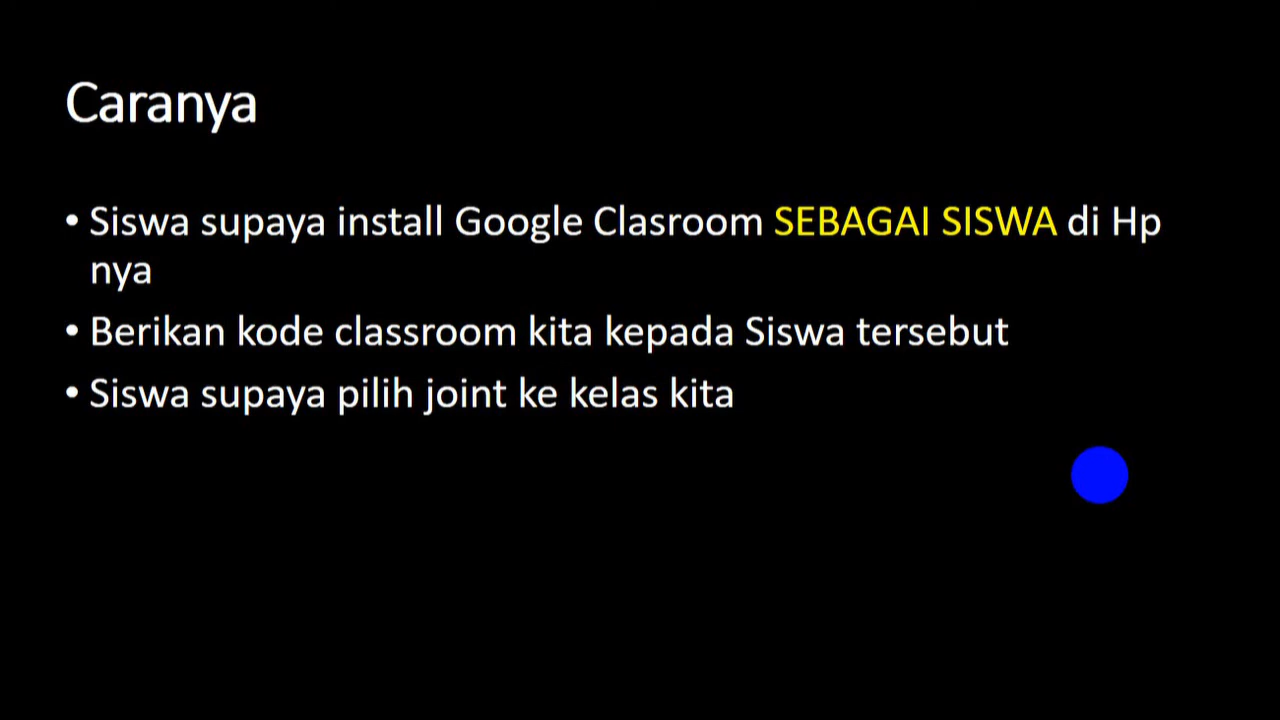 Caranya
• Siswa supaya install Google Clasroom SEBAGAI SISWA di Hp
nya
• Berikan kode classroom kita kepada Siswa tersebut
• Siswa supaya pilih joint ke kelas kita